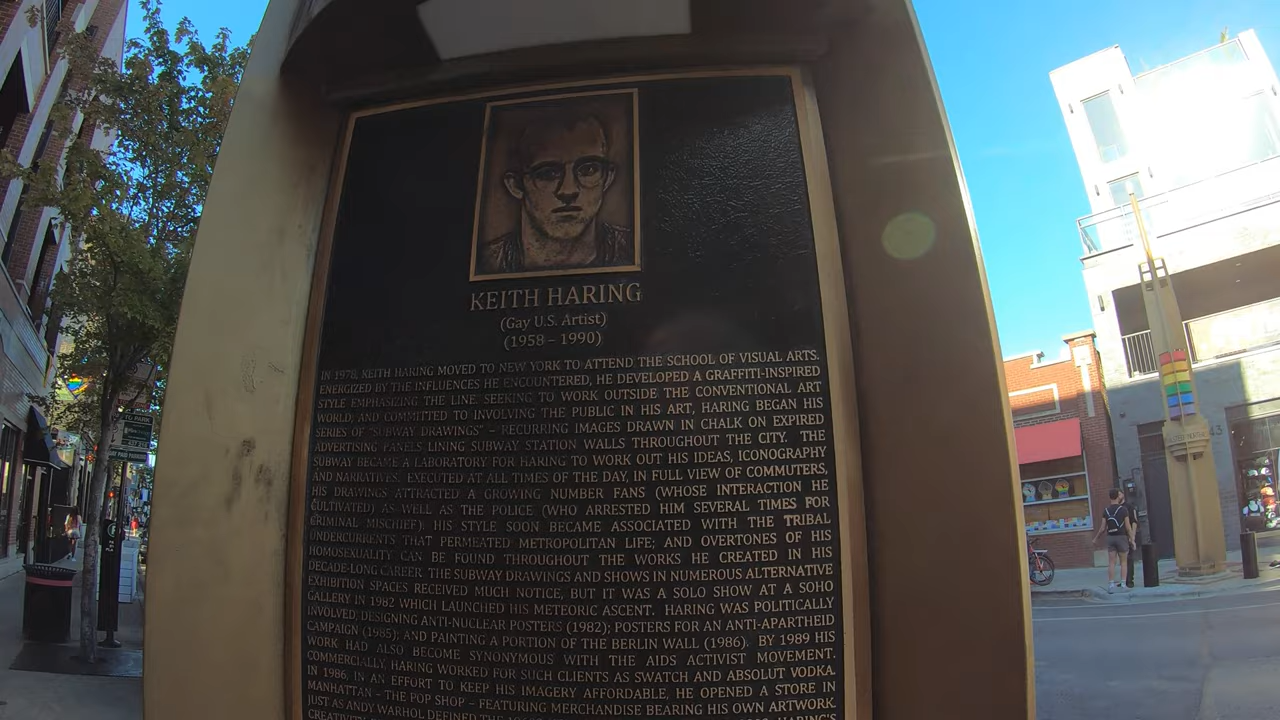 KEITH HARING
(Gay U.S. Artist)
(1958 – 1990)
IN 1978, KEITH HARING MOVED TO NEW YORK TO ATTEND THE SCHOOL OF VISUAL ARTS.
ENERGIZED BY THE INFLUENCES HE ENCOUNTERED, HE DEVELOPED A GRAFFITI-INSPIRED
STYLE EMPHASIZING THE LINE. SEEKING TO WORK OUTSIDE THE CONVENTIONAL ART
WORLD, AND COMMITTED TO INVOLVING THE PUBLIC IN HIS ART, HARING BEGAN HIS
SERIES OF "SUBWAY DRAWINGS" – RECURRING IMAGES DRAWN IN CHALK ON EXPIRED
ADVERTISING PANELS LINING SUBWAY STATION WALLS THROUGHOUT THE CITY. THE
SUBWAY BECAME A LABORATORY FOR HARING TO WORK OUT HIS IDEAS, ICONOGRAPHY
AND NARRATIVES. EXECUTED AT ALL TIMES OF THE DAY, IN FULL VIEW OF COMMUTERS,
HIS DRAWINGS ATTRACTED A GROWING NUMBER FANS (WHOSE INTERACTION HE
CULTIVATED) AS WELL AS THE POLICE (WHO ARRESTED HIM SEVERAL TIMES FOR
CRIMINAL MISCHIEF). HIS STYLE SOON BECAME ASSOCIATED WITH THE TRIBAL
UNDERCURRENTS THAT PERMEATED METROPOLITAN LIFE; AND OVERTONES OF HIS
HOMOSEXUALITY CAN BE FOUND THROUGHOUT THE WORKS HE CREATED IN HIS
DECADE-LONG CAREER. THE SUBWAY DRAWINGS AND SHOWS IN NUMEROUS ALTERNATIVE
EXHIBITION SPACES RECEIVED MUCH NOTICE, BUT IT WAS A SOLO SHOW AT A SOHO
GALLERY IN 1982 WHICH LAUNCHED HIS METEORIC ASCENT. HARING WAS POLITICALLY
INVOLVED; DESIGNING ANTI-NUCLEAR POSTERS (1982); POSTERS FOR AN ANTI-APARTHEID
CAMPAIGN (1985); AND PAINTING A PORTION OF THE BERLIN WALL (1986). BY 1989 HIS
WORK HAD ALSO BECOME SYNONYMOUS WITH THE AIDS ACTIVIST MOVEMENT.
COMMERCIALLY, HARING WORKED FOR SUCH CLIENTS AS SWATCH AND ABSOLUT VODKA.
IN 1986, IN AN EFFORT TO KEEP HIS IMAGERY AFFORDABLE, HE OPENED A STORE IN
MANHATTAN – THE POP SHOP – FEATURING MERCHANDISE BEARING HIS OWN ARTWORK.
JUST AS ANDY WARHOL DEFINED THE
HARING'S